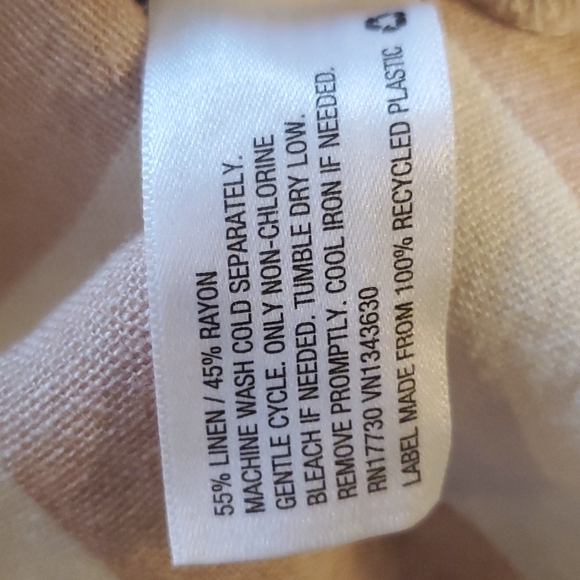 55% LINEN / 45% RAYON
MACHINE WASH COLD SEPARATELY.
GENTLE CYCLE. ONLY NON-CHLORINE
BLEACH IF NEEDED. TUMBLE DRY LOW.
REMOVE PROMPTLY. COOL IRON IF NEEDED.
RN17730 VN1343630
LABEL MADE FROM 100% RECYCLED PLASTIC